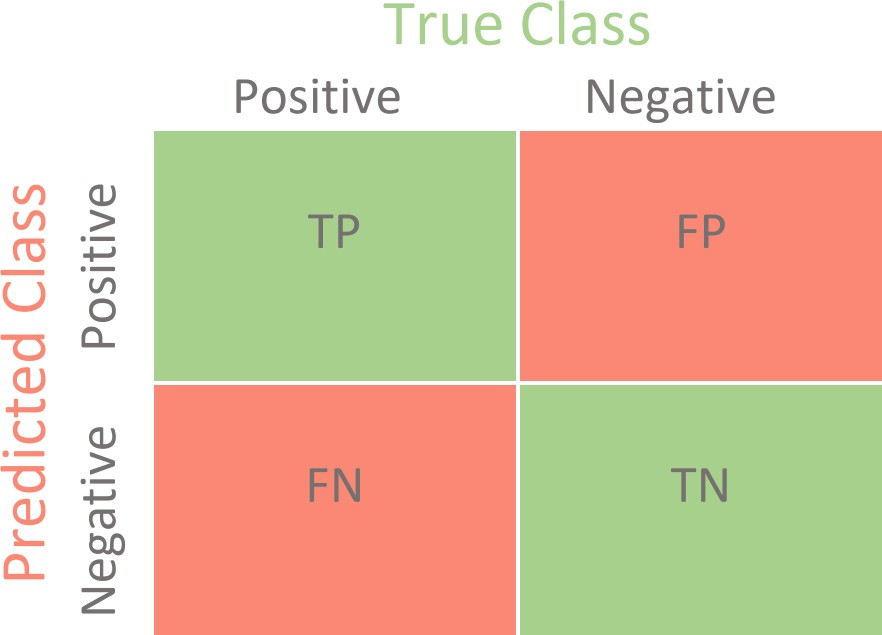 True Class
Positive Negative
Predicted Class
Positive
TP FP
Negative
FN TN